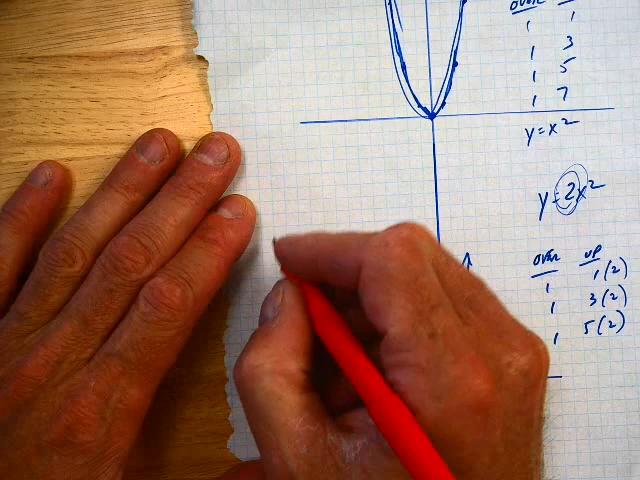 OVER
1 1
1 3
1 5
1 7
y=x²
y=2x²
OVER UP
1 1(2)
1 3(2)
1 5(2)